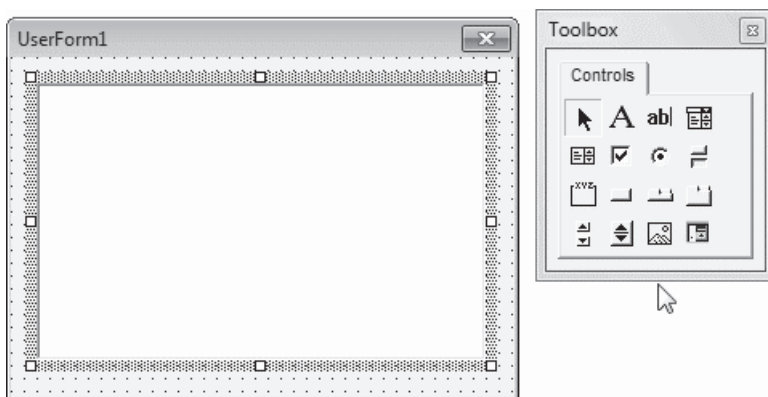 UserForm1
Toolbox
Controls
A
ab
XYZ